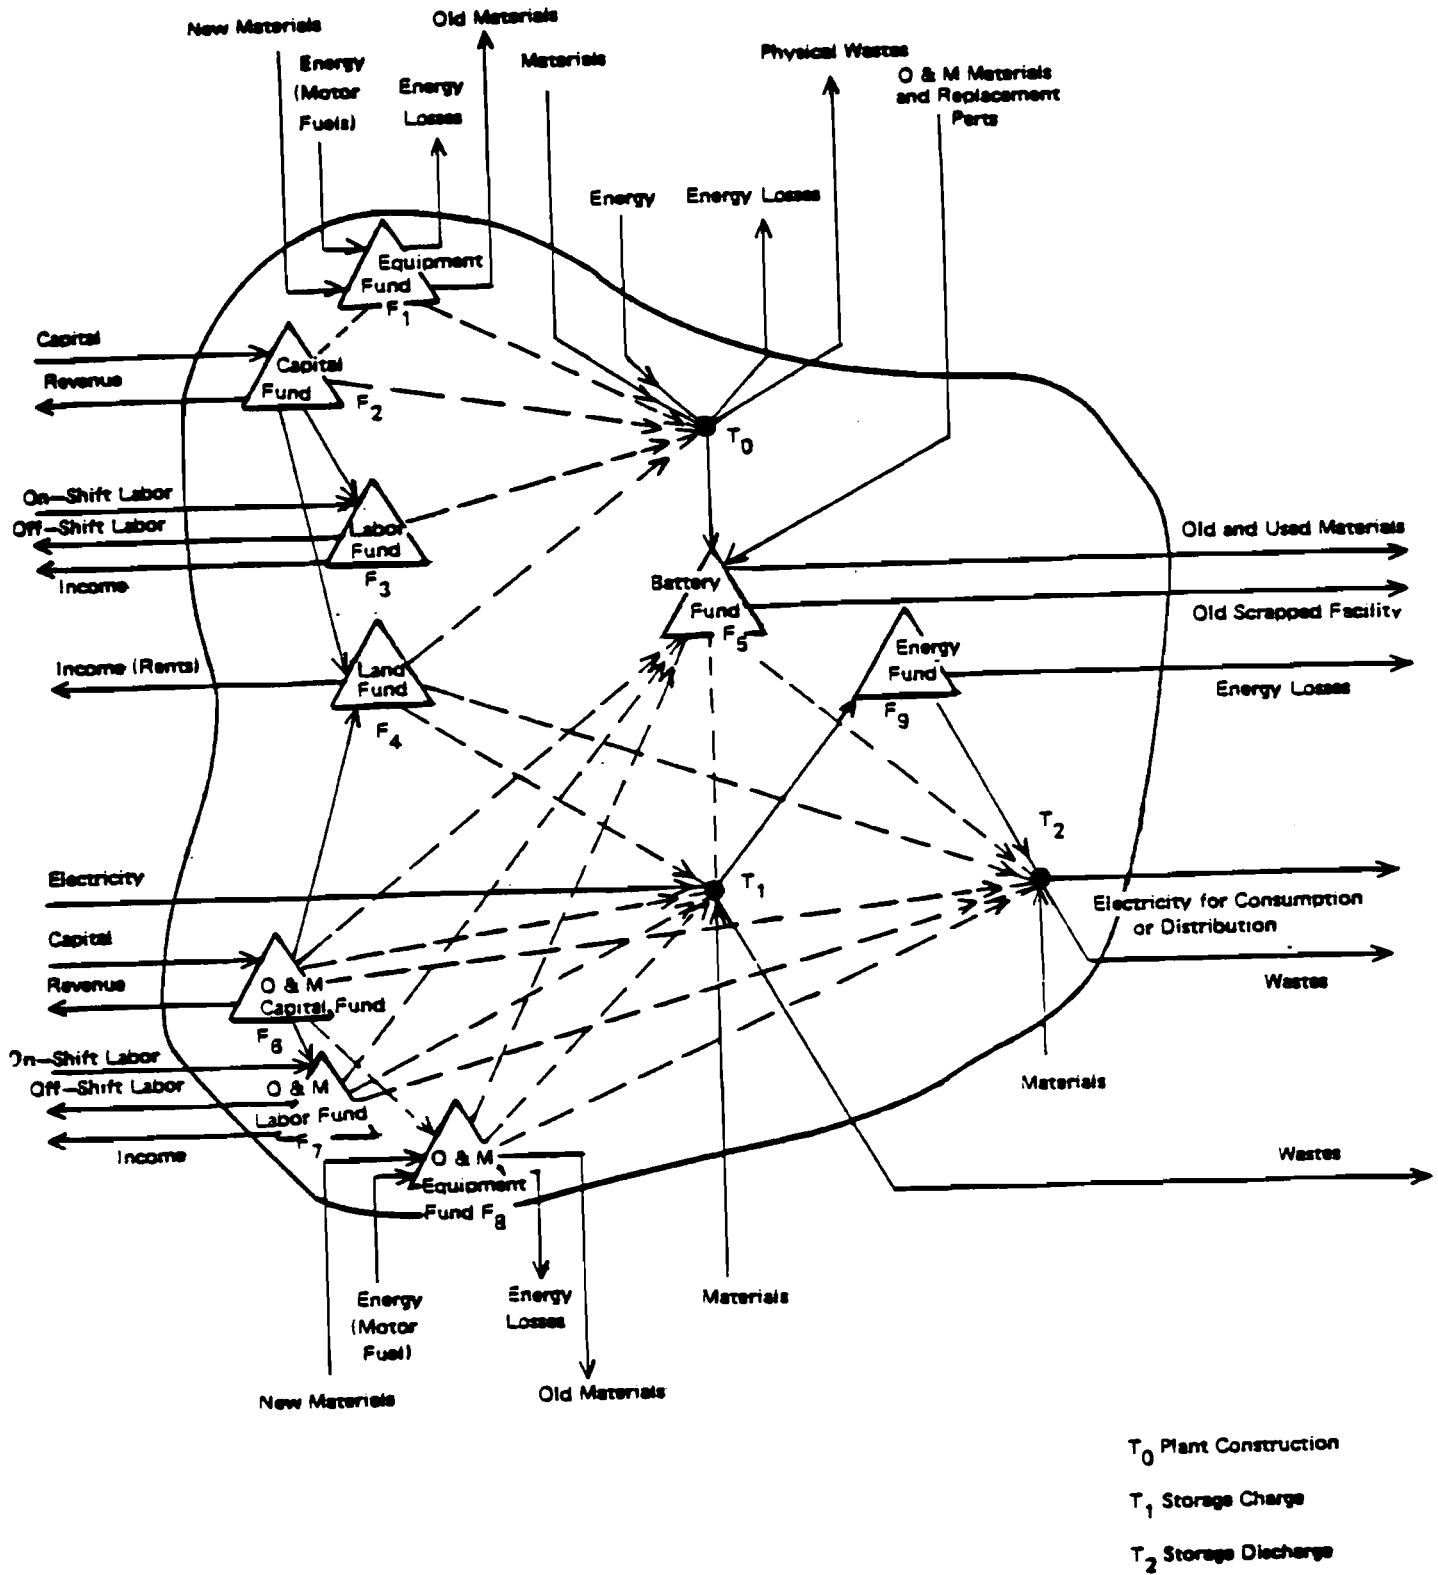 New Materials
Old Materials
Energy
(Motor
Fuels)
Energy
Losses
Materials
Physical Wastes
O & M Materials
and Replacement
Parts
Energy
Energy Losses
Equipment
Fund
F1
Capital
Revenue
Capital
Fund
F2
T0
On-Shift Labor
Off-Shift Labor
Income
Labor
Fund
F3
Old and Used Materials
Battery
Fund
F5
Old Scrapped Facility
Energy
Fund
F9
Energy Losses
Income (Rents)
Land
Fund
F4
T2
Electricity
T1
Electricity for Consumption
or Distribution
Capital
Revenue
O & M
Capital Fund
F6
Wastes
On-Shift Labor
Off-Shift Labor
Income
O & M
Labor Fund
F7
Materials
Wastes
O & M
Equipment
Fund F8
Energy
(Motor
Fuel)
Energy
Losses
Materials
New Materials
Old Materials
T0 Plant Construction
T1 Storage Charge
T2 Storage Discharge